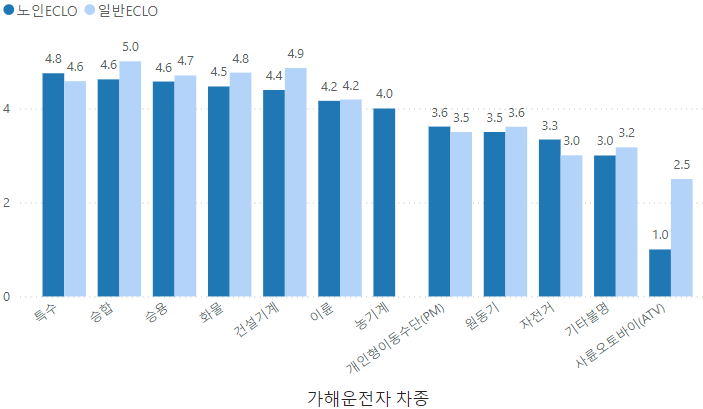 노인ECLO 일반ECLO
4.8 4.6 4.6 5.0 4.6 4.7 4.5 4.8 4.4 4.9 4.2 4.2 4.0 3.6 3.5 3.5 3.6 3.3 3.0 3.0 3.2 1.0 2.5
4
2
0
특수 승합 승용 화물 건설기계 이륜 농기계 개인형이동수단(PM) 원동기 자전거 기타불명 사륜오토바이(ATV)
가해운전자 차종